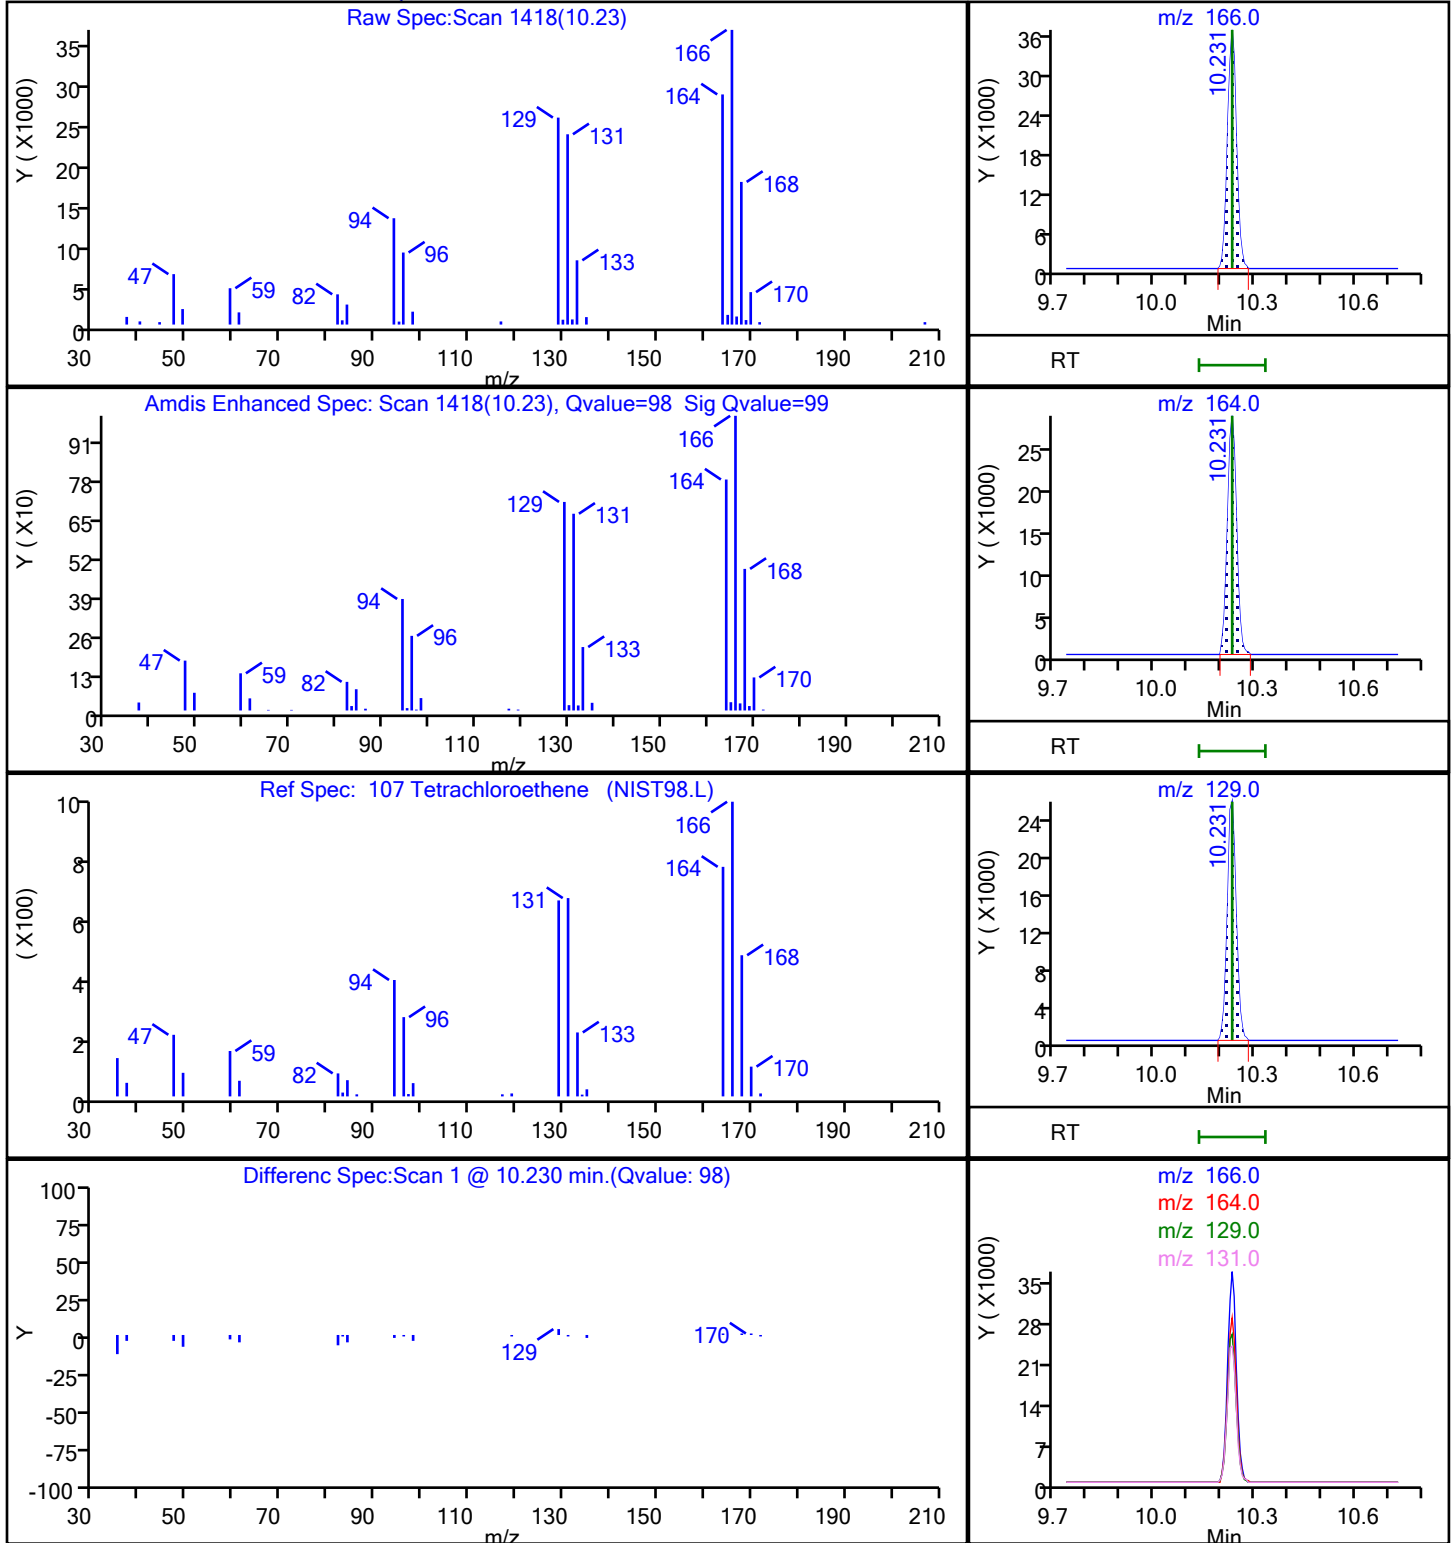 Raw Spec:Scan 1418(10.23)
Y ( X1000)
35
30
25
20
15
10
5
0
166
164
129
131
168
94
96
133
47
59
82
170
30 50 70 90 110 130 150 170 190 210
m/z
m/z 166.0
10.231
Y ( X1000)
36
30
24
18
12
6
0
9.7 10.0 10.3 10.6
Min
RT
Amdis Enhanced Spec: Scan 1418(10.23), Qvalue=98 Sig Qvalue=99
Y ( X10)
91
78
65
52
39
26
13
0
166
164
129
131
168
94
96
133
47
59
82
170
30 50 70 90 110 130 150 170 190 210
m/z
m/z 164.0
10.231
Y ( X1000)
25
20
15
10
5
0
9.7 10.0 10.3 10.6
Min
RT
Ref Spec: 107 Tetrachloroethene (NIST98.L)
( X100)
10
8
6
4
2
0
166
164
131
168
94
96
133
47
59
82
170
30 50 70 90 110 130 150 170 190 210
m/z 129.0
10.231
Y ( X1000)
24
20
16
12
8
4
0
9.7 10.0 10.3 10.6
Min
RT
Differenc Spec:Scan 1 @ 10.230 min.(Qvalue: 98)
Y
100
75
50
25
0
-25
-50
-75
-100
129
170
30 50 70 90 110 130 150 170 190 210
m/z
m/z 166.0
m/z 164.0
m/z 129.0
m/z 131.0
Y ( X1000)
35
28
21
14
7
0
9.7 10.0 10.3 10.6
Min